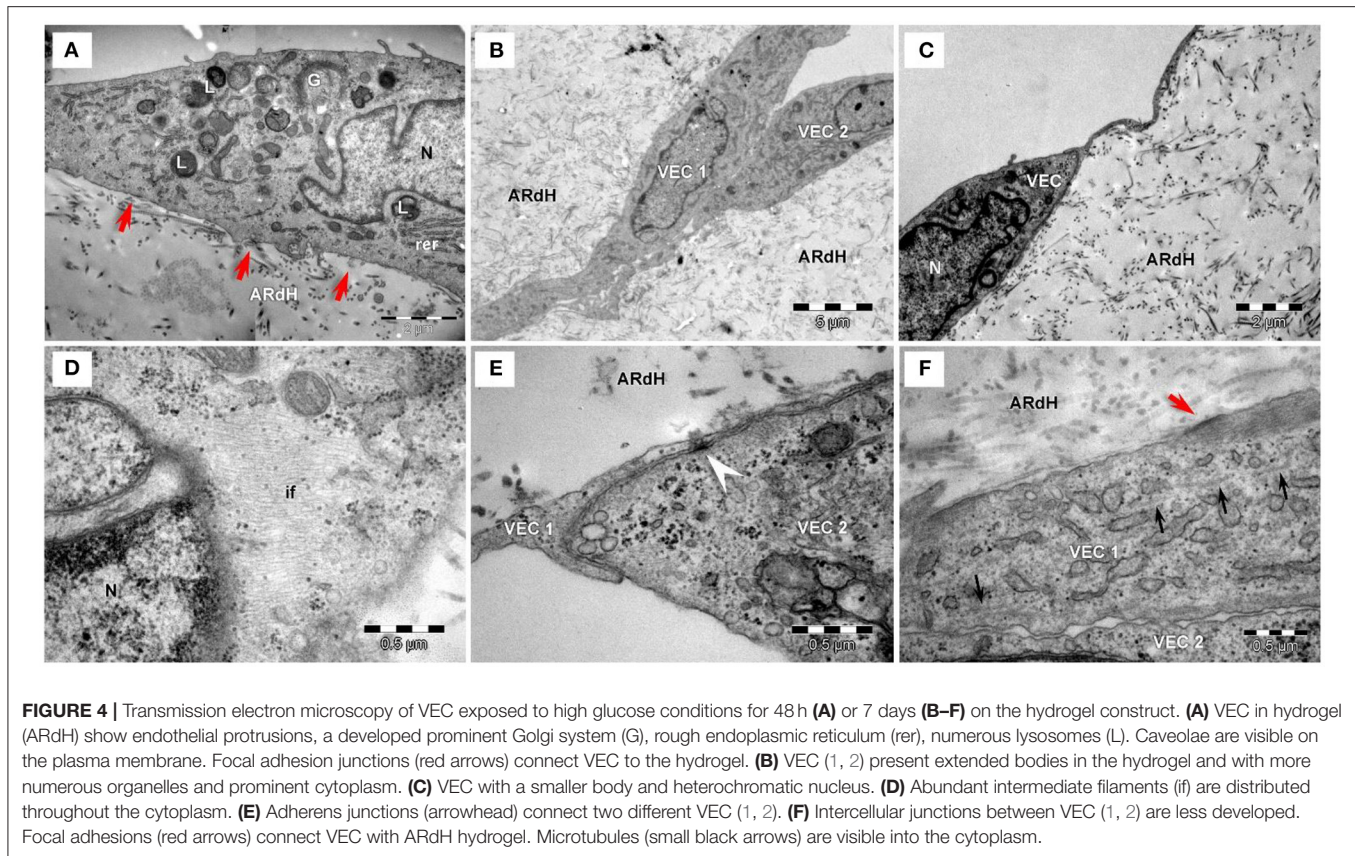 A
L
G
L
N
L
rer
ARdH
2 µm
B
VEC 2
VEC 1
ARdH
ARdH
5 µm
C
VEC
N
ARdH
2 µm
D
if
N
0.5 µm
E
ARdH
VEC 1
VEC 2
0.5 µm
F
ARdH
VEC 1
VEC 2
0.5 µm
FIGURE 4 | Transmission electron microscopy of VEC exposed to high glucose conditions for 48 h (A) or 7 days (B–F) on the hydrogel construct. (A) VEC in hydrogel
(ARdH) show endothelial protrusions, a developed prominent Golgi system (G), rough endoplasmic reticulum (rer), numerous lysosomes (L). Caveolae are visible on
the plasma membrane. Focal adhesion junctions (red arrows) connect VEC to the hydrogel. (B) VEC (1, 2) present extended bodies in the hydrogel and with more
numerous organelles and prominent cytoplasm. (C) VEC with a smaller body and heterochromatic nucleus. (D) Abundant intermediate filaments (if) are distributed
throughout the cytoplasm. (E) Adherens junctions (arrowhead) connect two different VEC (1, 2). (F) Intercellular junctions between VEC (1, 2) are less developed.
Focal adhesions (red arrows) connect VEC with ARdH hydrogel. Microtubules (small black arrows) are visible into the cytoplasm.